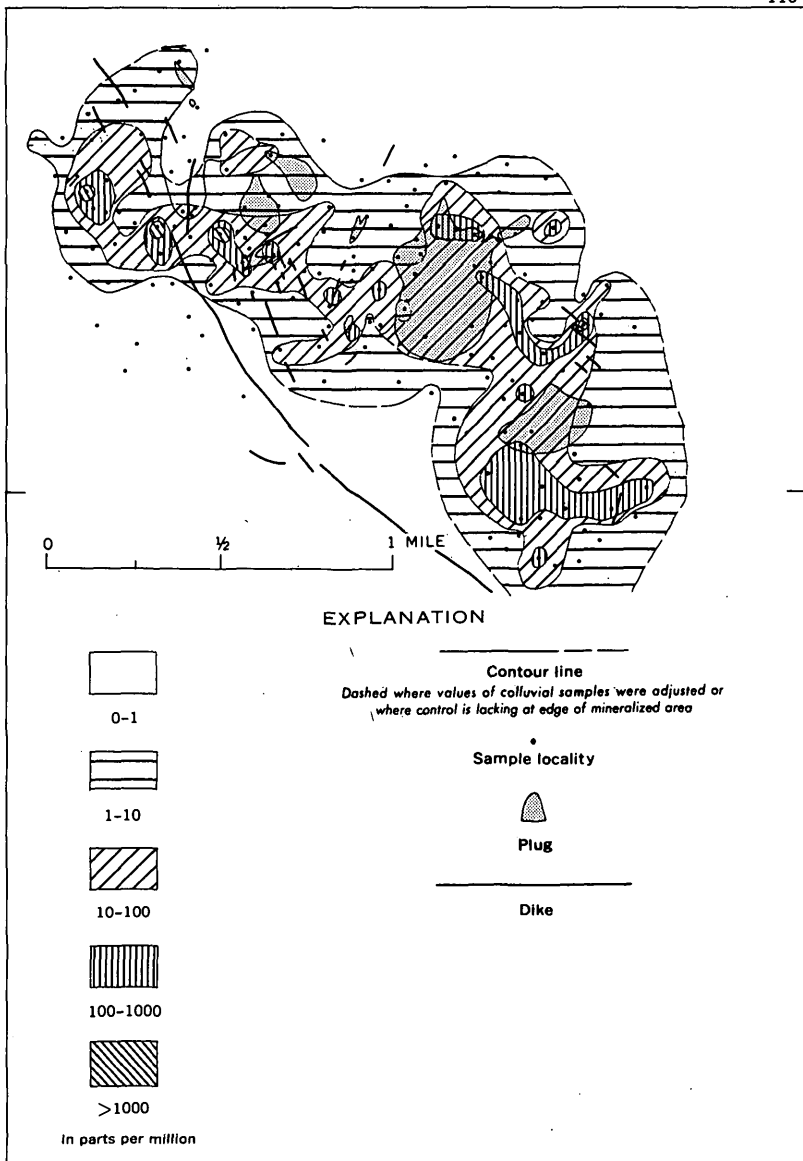 0 ½ 1 MILE
EXPLANATION
0-1
1-10
10-100
100-1000
>1000
In parts per million
Contour line
Dashed where values of colluvial samples were adjusted or
where control is lacking at edge of mineralized area
Sample locality
Plug
Dike